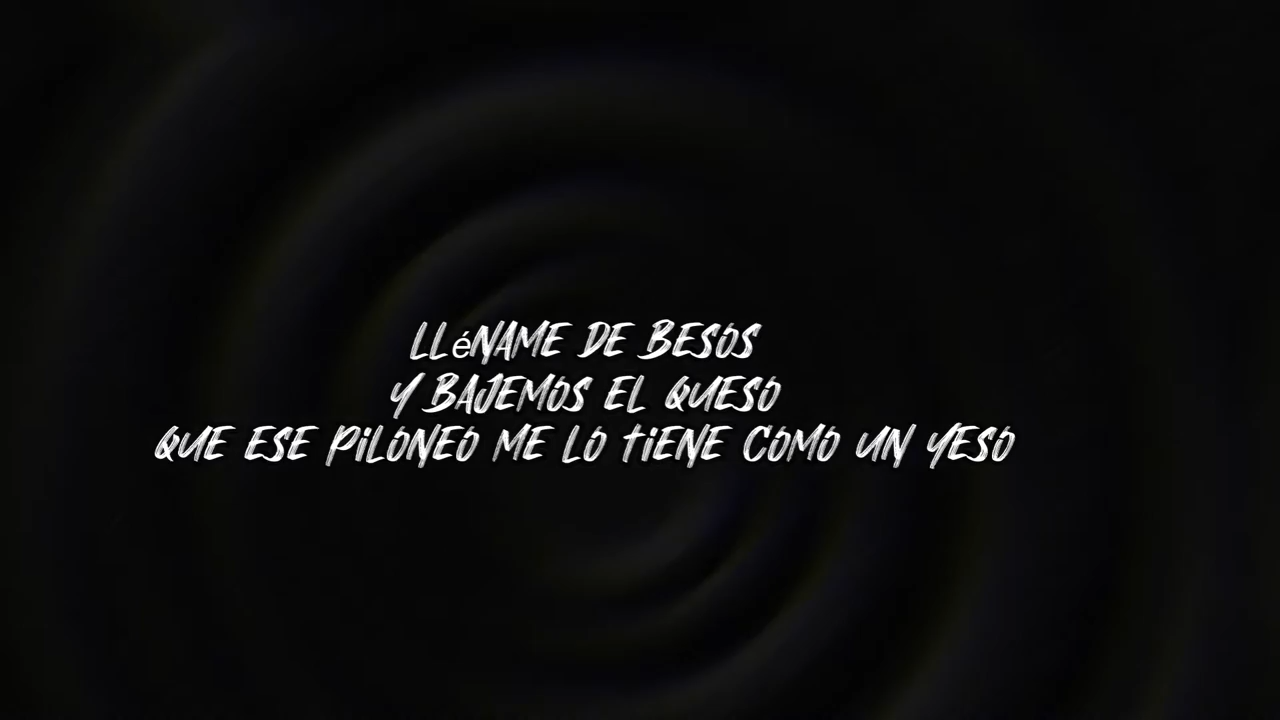 LLéNAME DE BESOS
Y BAJEMOS EL QUESO
QUE ESE PILONEO ME LO TIENE COMO UN YESO